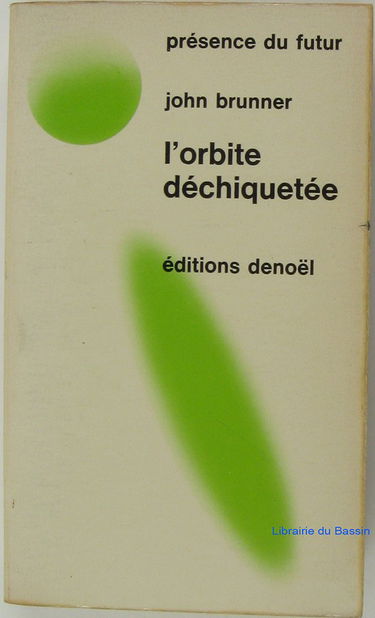 présence du futur
john brunner
l'orbite
déchiquetée
éditions denoël
Librairie du Bassin